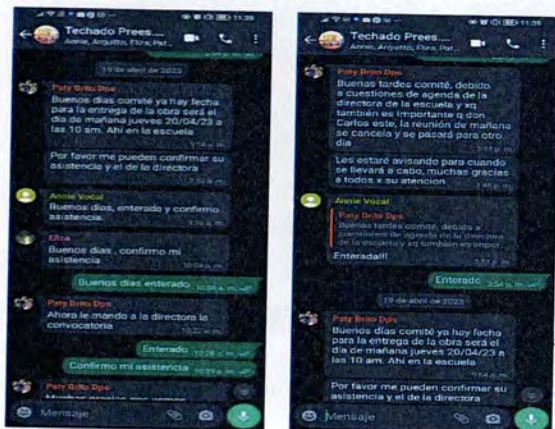 11:39
Techado Prees....
Annie, Arquitto, Eliza, Pat...
19 de abril de 2023
Paty Brito Dps
Buenos días comité ya hay fecha
para la entrega de la obra será el
día de mañana jueves 20/04/23 a
las 10 am. Ahí en la escuela
Por favor me pueden confirmar su
asistencia y el de la directora
Annie Vocal
Buenos días, enterado y confirmo
asistencia.
Eliza
Buenos días , confirmo mi
asistencia
Buenos días enterado
Paty Brito Dps
Ahora le mando a la directora la
convocatoria
Enterado
Confirmo mi asistencia
Paty Brito Dps
Mensaje
11:39
Techado Prees....
Annie, Arquitto, Eliza, Pat...
Paty Brito Dps
Buenas tardes comité, debido
a cuestiones de agenda de la
directora de la escuela y xq
también es importante q don
Carlos este, la reunión de mañana
se cancela y se pasará para otro
día
Les estaré avisando para cuando
se llevará a cabo, muchas gracias
a todos x su atencion
Annie Vocal
Paty Brito Dps
Buenas tardes comité, debido a
cuestiones de agenda de la directora
de la escuela y xq también es impor...
Enterada!!!
Enterado
19 de abril de 2023
Paty Brito Dps
Buenos días comité ya hay fecha
para la entrega de la obra será el
día de mañana jueves 20/04/23 a
las 10 am. Ahí en la escuela
Por favor me pueden confirmar su
asistencia y el de la directora
Mensaje